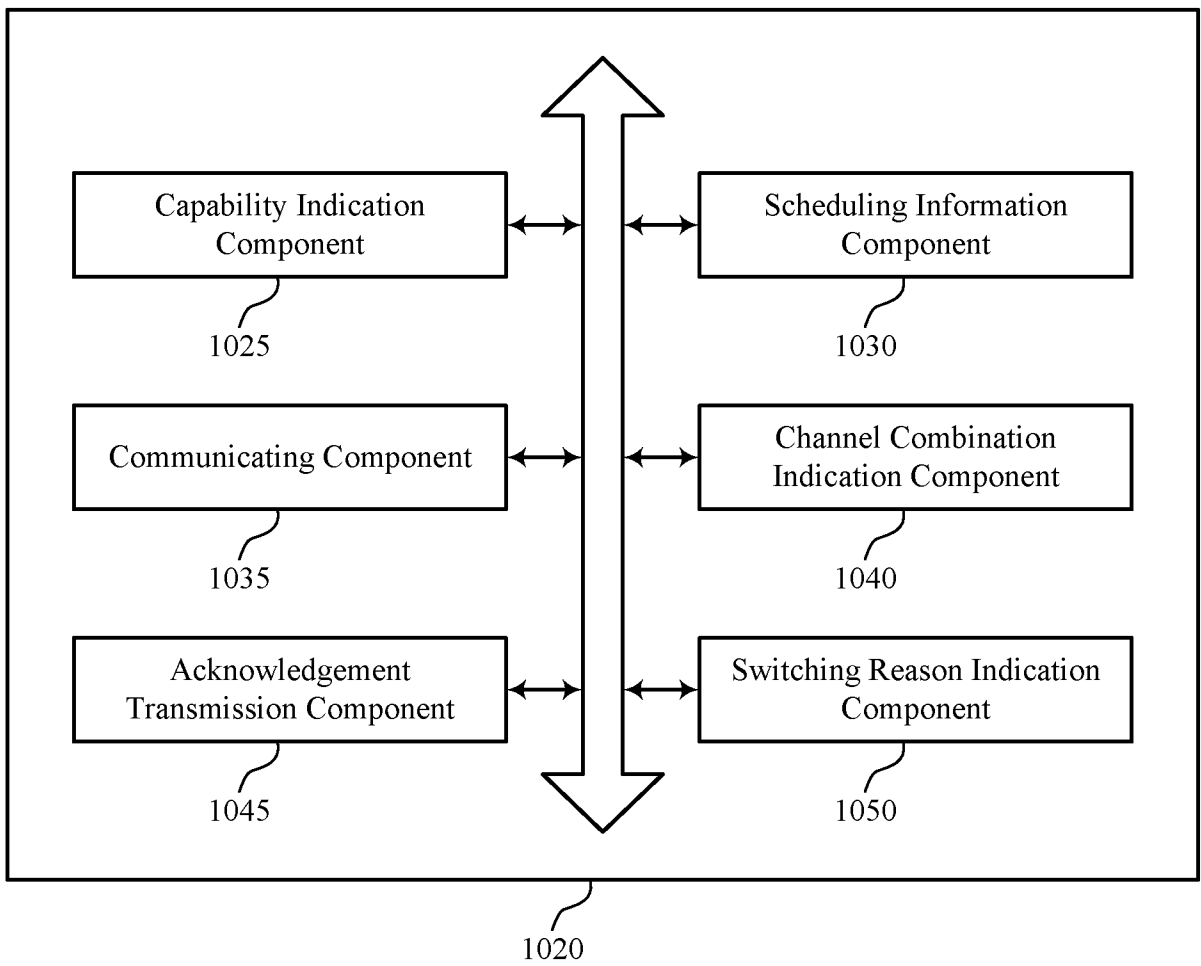 Capability Indication
Component
1025
Scheduling Information
Component
1030
Communicating Component
1035
Channel Combination
Indication Component
1040
Acknowledgement
Transmission Component
1045
Switching Reason Indication
Component
1050
1020